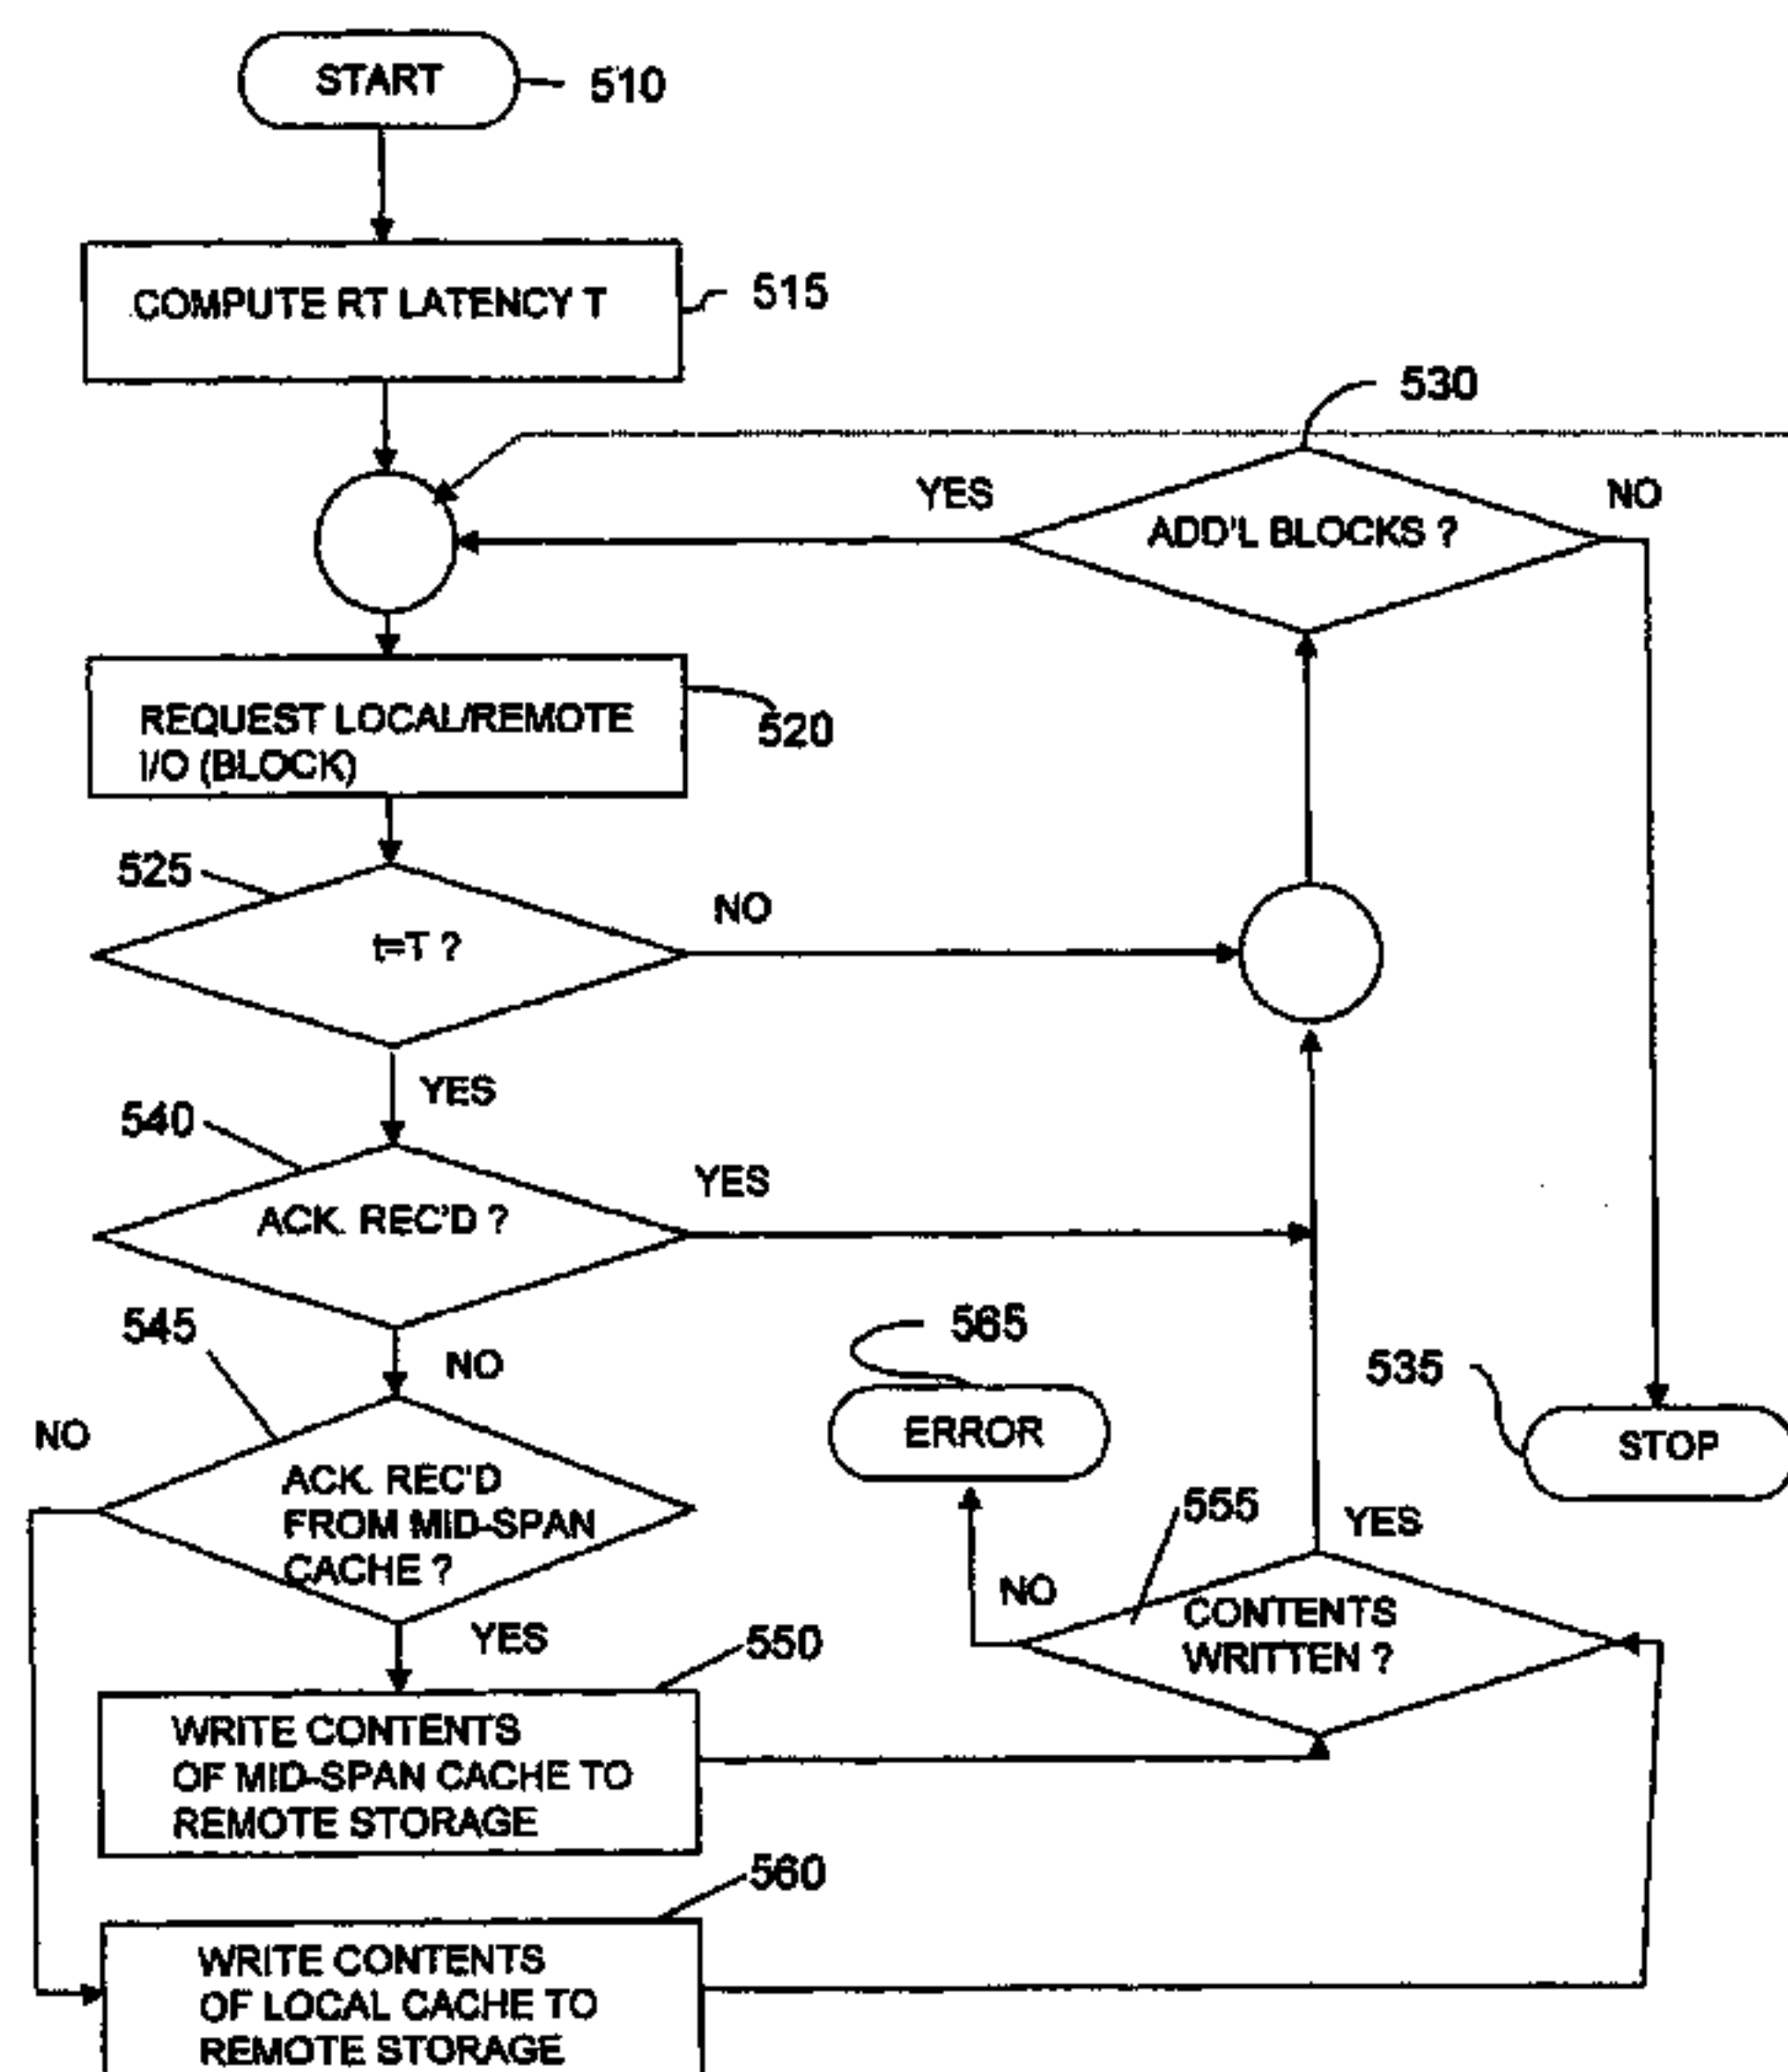 START
510
COMPUTE RT LATENCY T
515
530
YES
ADD'L BLOCKS ?
NO
REQUEST LOCAL/REMOTE
I/O (BLOCK)
520
525
t=T ?
NO
YES
540
ACK. REC'D ?
YES
545
NO
565
ERROR
535
STOP
NO
ACK. REC'D
FROM MID-SPAN
CACHE ?
YES
555
YES
NO
CONTENTS
WRITTEN ?
550
WRITE CONTENTS
OF MID-SPAN CACHE TO
REMOTE STORAGE
560
WRITE CONTENTS
OF LOCAL CACHE TO
REMOTE STORAGE